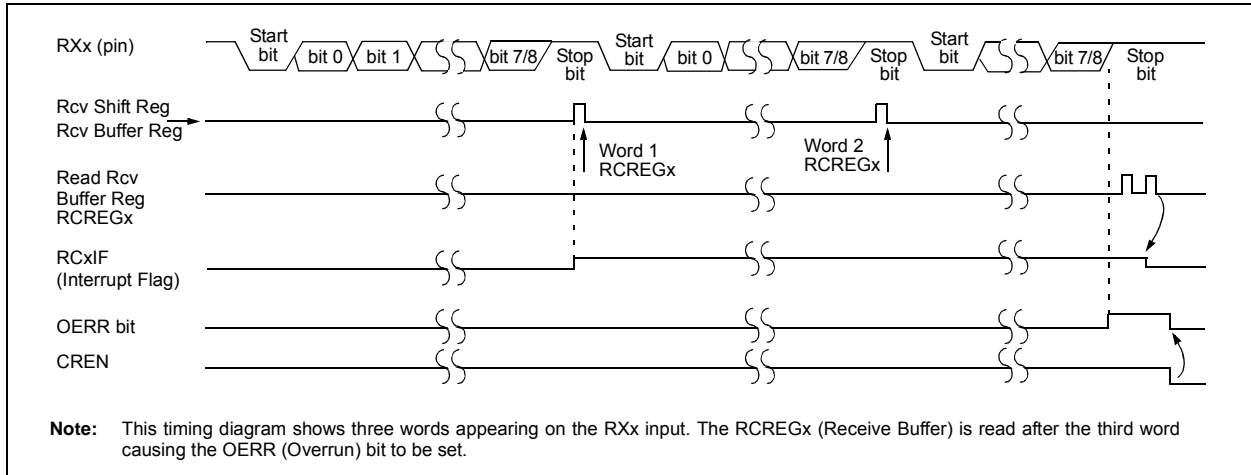 RXx (pin)
Start bit
bit 0
bit 1
bit 7/8
Stop bit
Start bit
bit 0
bit 7/8
Stop bit
Start bit
bit 7/8
Stop bit
Rcv Shift Reg
Rcv Buffer Reg
Word 1
RCREGx
Word 2
RCREGx
Read Rcv
Buffer Reg
RCREGx
RCxIF
(Interrupt Flag)
OERR bit
CREN
Note: This timing diagram shows three words appearing on the RXx input. The RCREGx (Receive Buffer) is read after the third word
causing the OERR (Overrun) bit to be set.